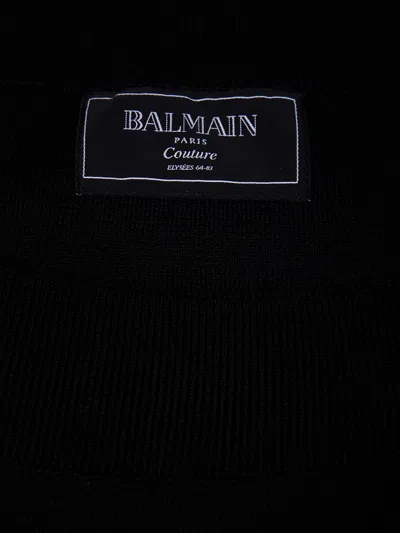 BALMAIN
PARIS
Couture
ELYSÉES 64-83